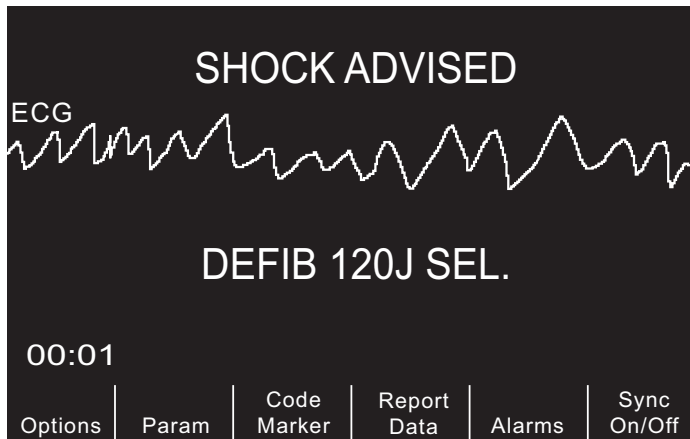 SHOCK ADVISED
ECG
DEFIB 120J SEL.
00:01
Options
Param
Code
Marker
Report
Data
Alarms
Sync
On/Off